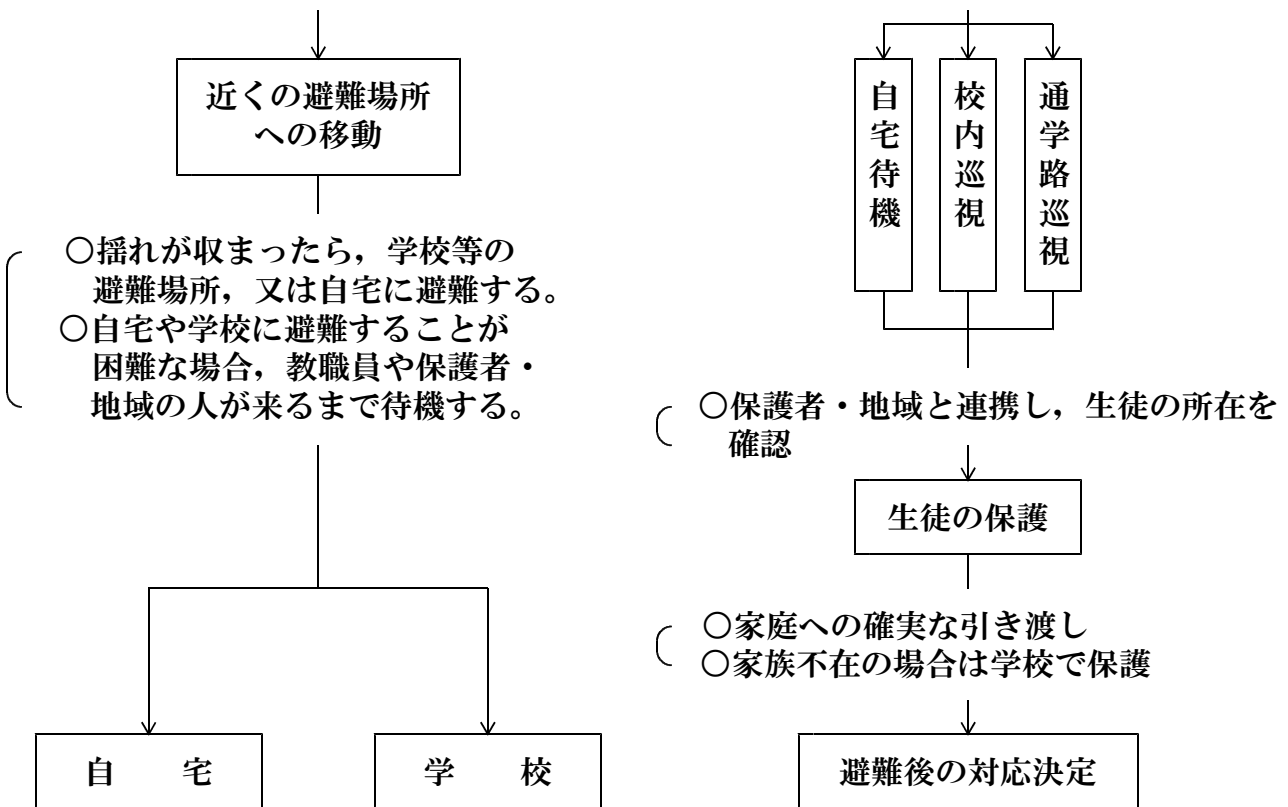 近くの避難場所
への移動
○揺れが収まったら，学校等の
避難場所，又は自宅に避難する。
○自宅や学校に避難することが
困難な場合，教職員や保護者・
地域の人が来るまで待機する。
自　宅
学　校
自宅待機
校内巡視
通学路巡視
○保護者・地域と連携し，生徒の所在を
確認
生徒の保護
○家庭への確実な引き渡し
○家族不在の場合は学校で保護
避難後の対応決定